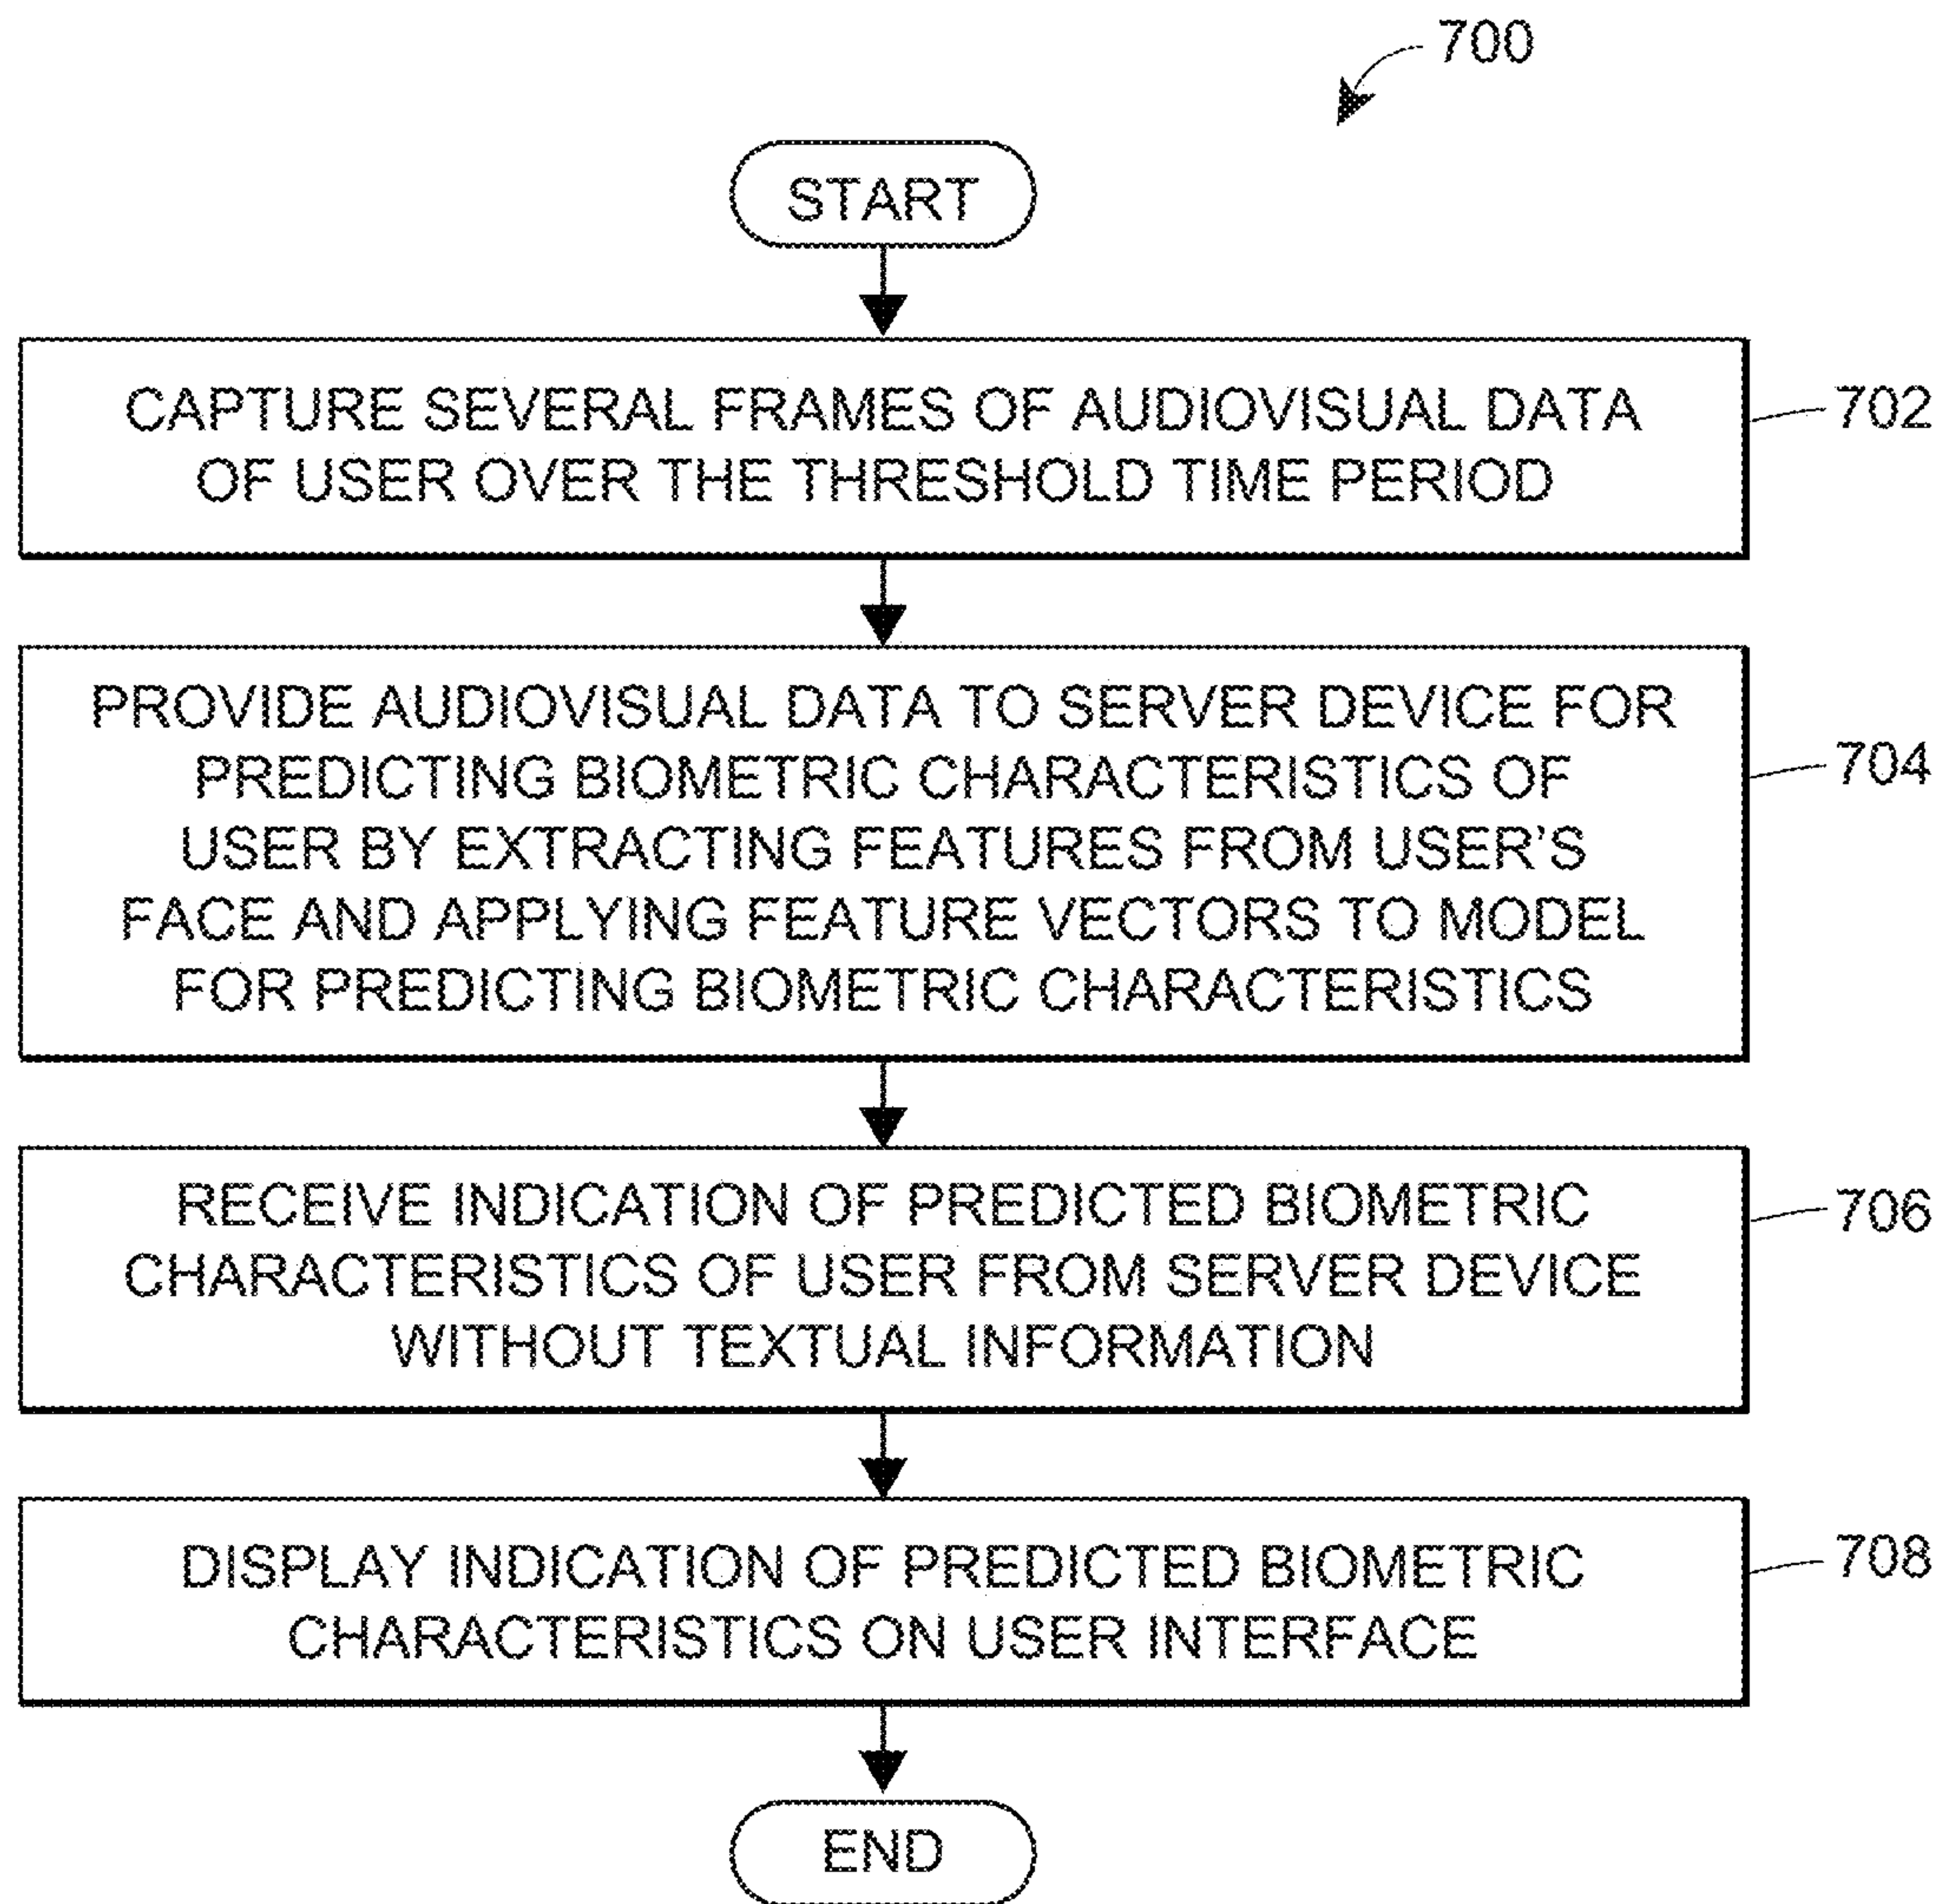 700
START
CAPTURE SEVERAL FRAMES OF AUDIOVISUAL DATA
OF USER OVER THE THRESHOLD TIME PERIOD
702
PROVIDE AUDIOVISUAL DATA TO SERVER DEVICE FOR
PREDICTING BIOMETRIC CHARACTERISTICS OF
USER BY EXTRACTING FEATURES FROM USER'S
FACE AND APPLYING FEATURE VECTORS TO MODEL
FOR PREDICTING BIOMETRIC CHARACTERISTICS
704
RECEIVE INDICATION OF PREDICTED BIOMETRIC
CHARACTERISTICS OF USER FROM SERVER DEVICE
WITHOUT TEXTUAL INFORMATION
706
DISPLAY INDICATION OF PREDICTED BIOMETRIC
CHARACTERISTICS ON USER INTERFACE
708
END